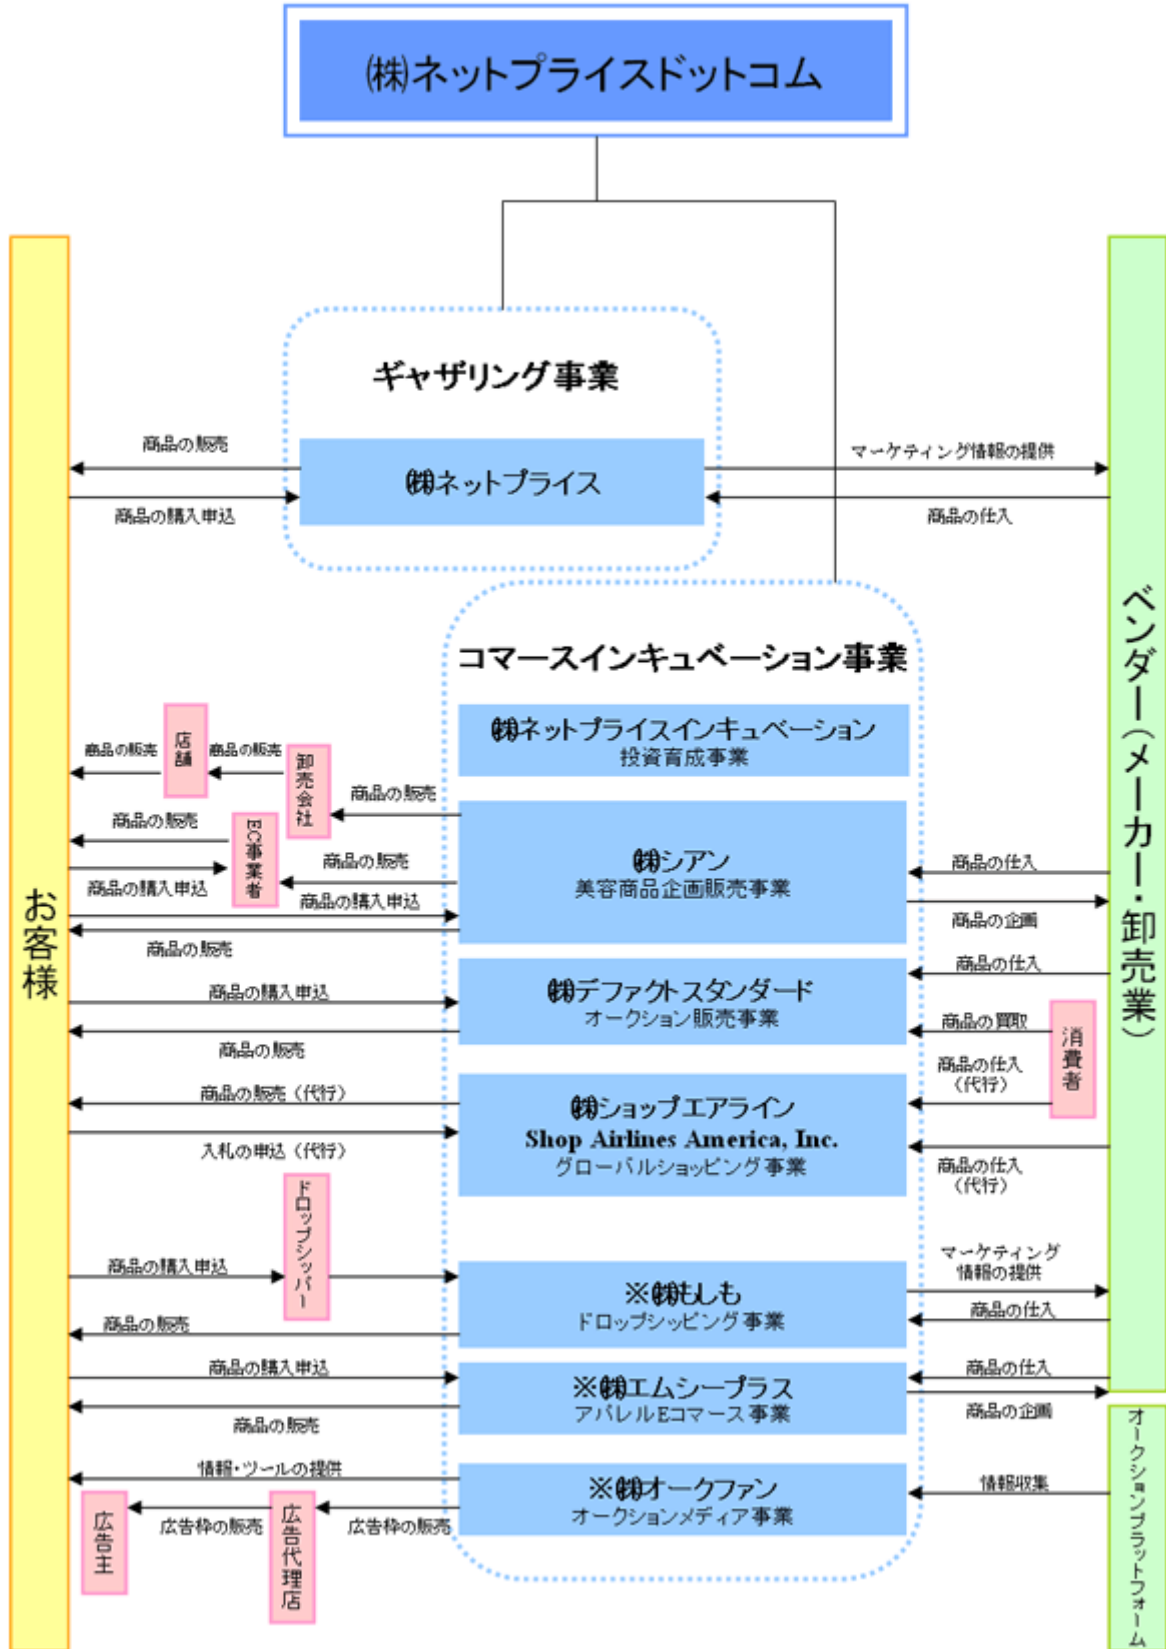 ㈱ネットプライスドットコム
ギャザリング事業
商品の販売
㈱ネットプライス
マーケティング情報の提供
商品の購入申込
商品の仕入
コマースインキュベーション事業
㈱ネットプライスインキュベーション
投資育成事業
店舗
商品の販売
商品の販売
卸売会社
商品の販売
商品の販売
EC事業者
商品の購入申込
商品の販売
㈱シアン
美容商品企画販売事業
商品の仕入
商品の企画
商品の購入申込
商品の販売
㈱デファクトスタンダード
オークション販売事業
商品の仕入
商品の購入申込
商品の販売
商品の買取
消費者
商品の仕入
(代行)
商品の販売(代行)
㈱ショップエアライン
Shop Airlines America, Inc.
グローバルショッピング事業
入札の申込(代行)
商品の仕入
(代行)
ドロップシッパー
商品の購入申込
※㈱もしも
ドロップシッピング事業
マーケティング
情報の提供
商品の仕入
商品の販売
商品の購入申込
※㈱エムシープラス
アパレルEコマース事業
商品の仕入
商品の企画
商品の販売
情報・ツールの提供
※㈱オークファン
オークションメディア事業
情報収集
広告主
広告枠の販売
広告代理店
広告枠の販売
お客様
ベンダー(メーカー・卸売業)
オークションプラットフォーム